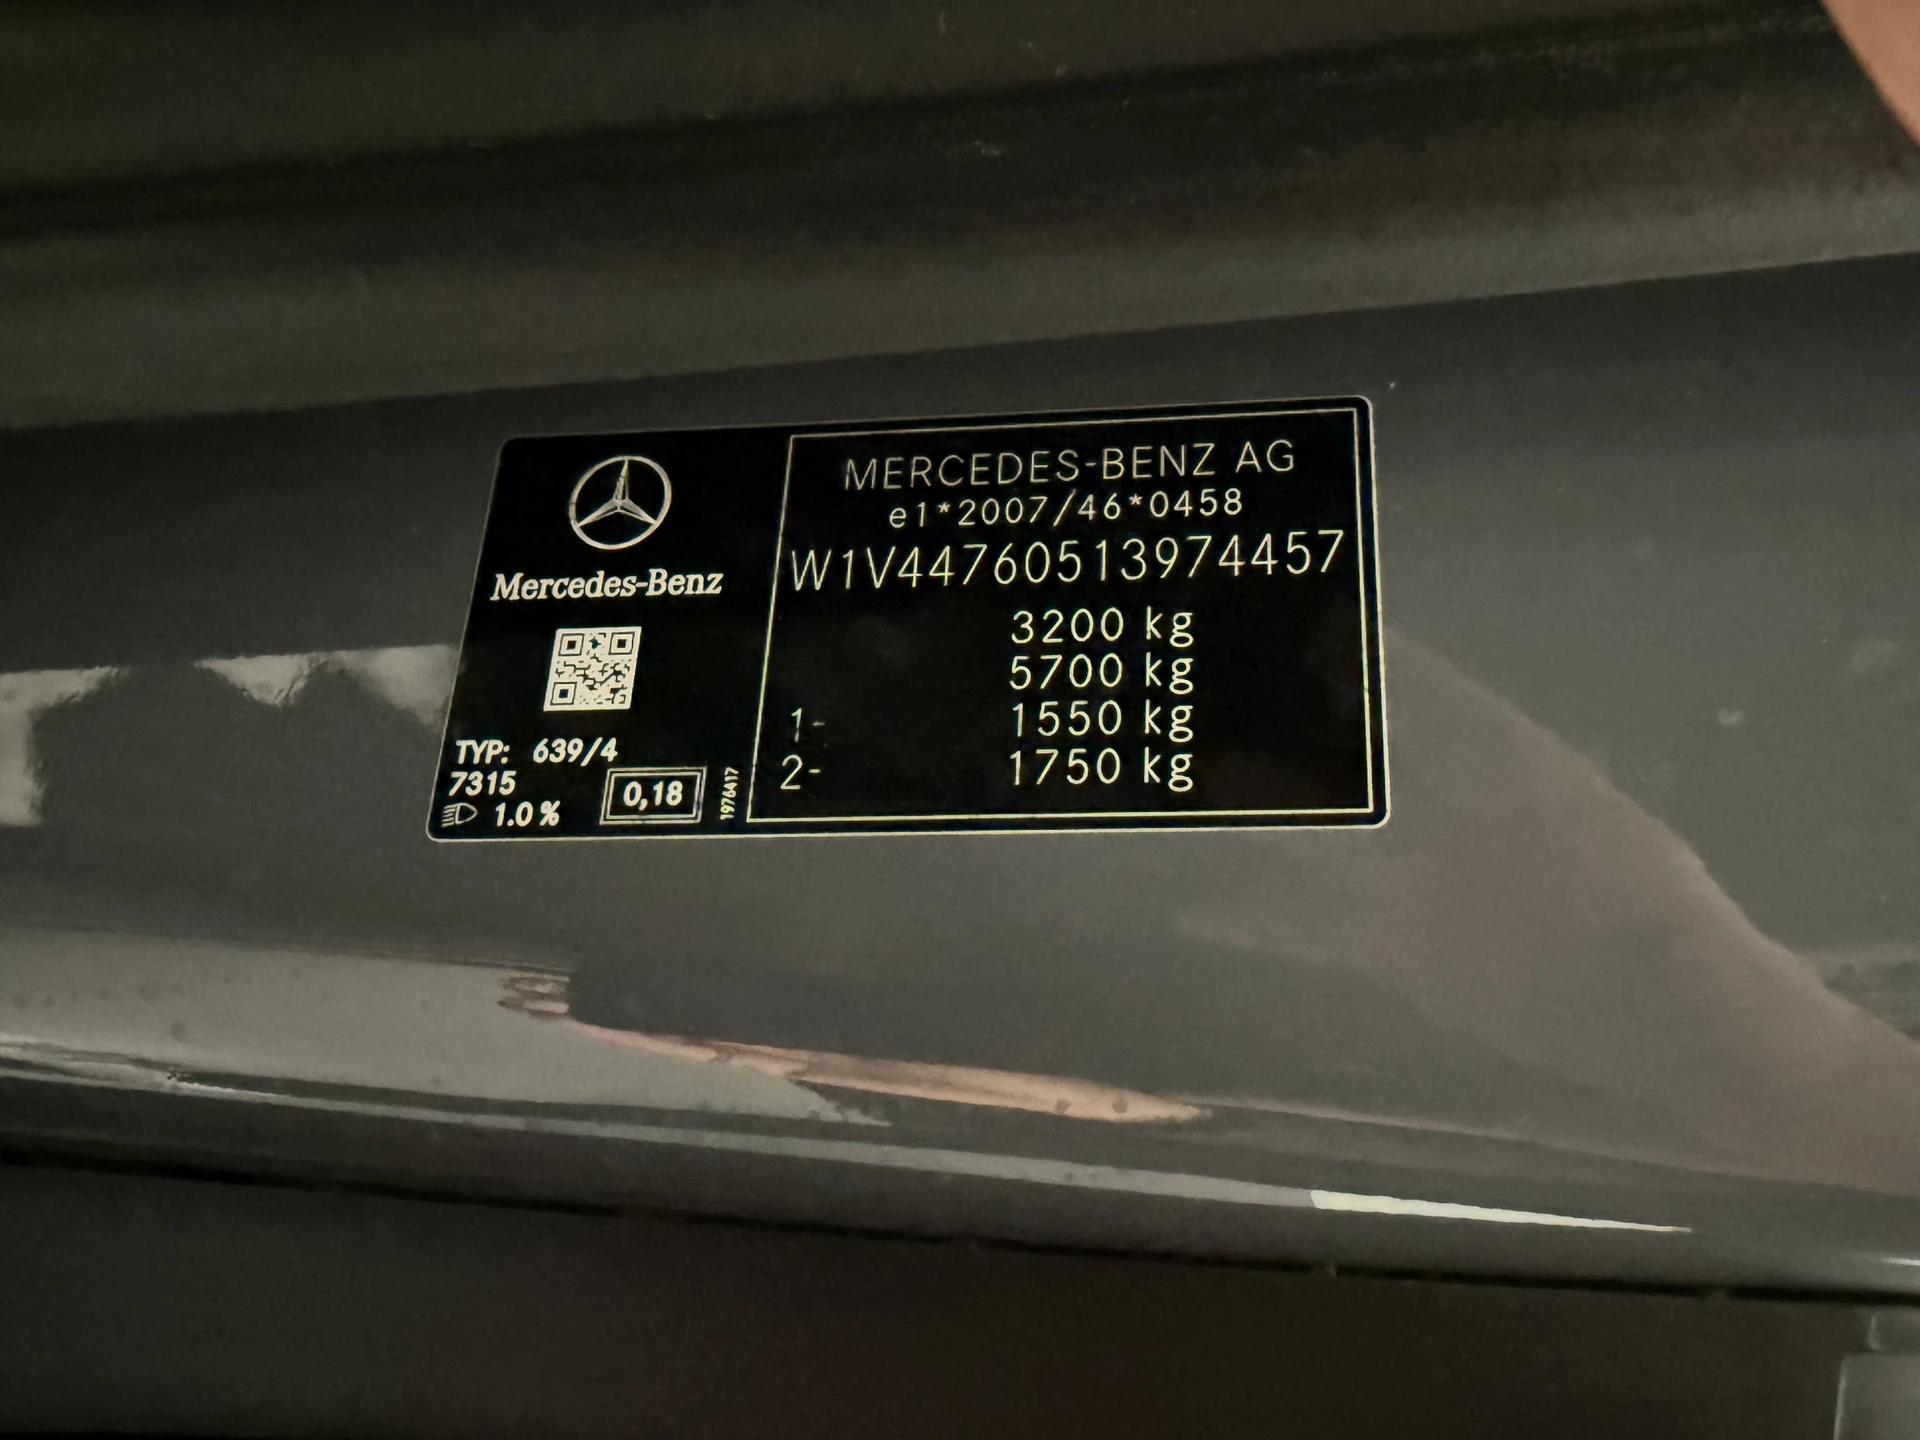 Mercedes-Benz
TYP: 639/4
7315
1.0 %
0,18
1976417
MERCEDES-BENZ AG
e1*2007/46*0458
W1V44760513974457
3200 kg
5700 kg
1- 1550 kg
2- 1750 kg